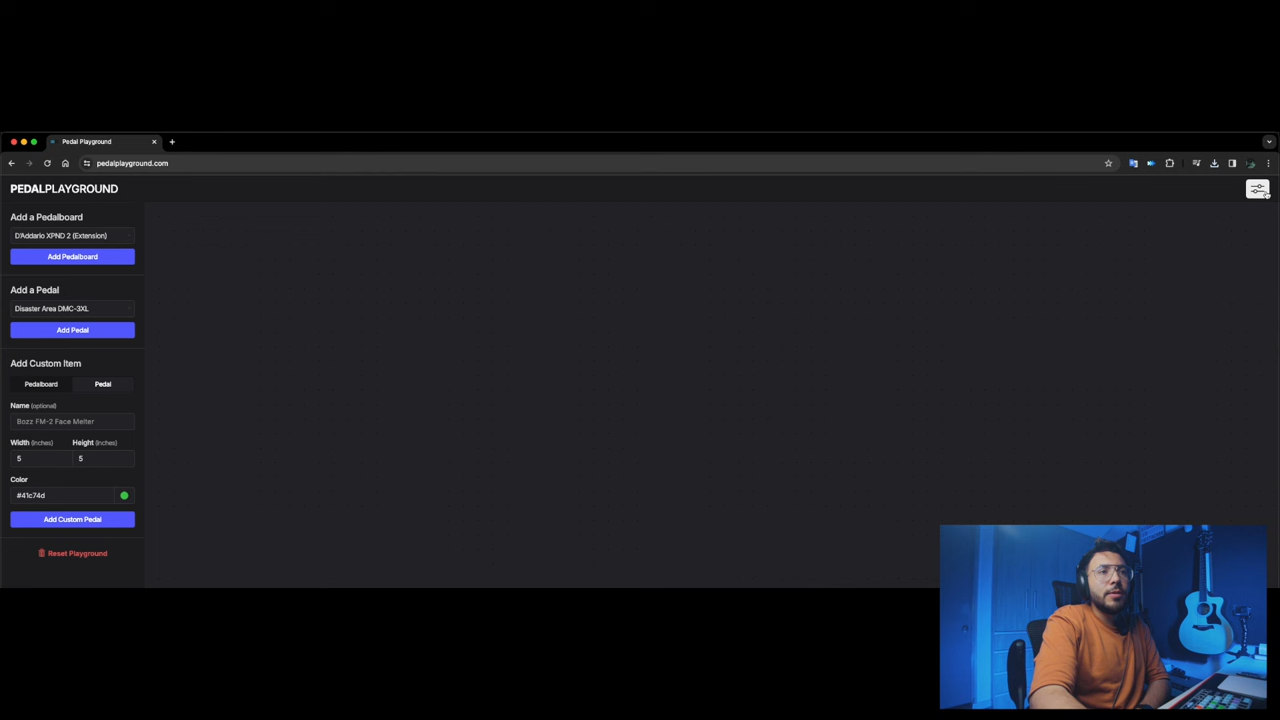 Pedal Playground
pedalplayground.com
PEDALPLAYGROUND
Add a Pedalboard
D'Addario XPND 2 (Extension)
Add Pedalboard
Add a Pedal
Disaster Area DMC-3XL
Add Pedal
Add Custom Item
Pedalboard Pedal
Name (optional)
Bozz FM-2 Face Melter
Width (inches) Height (inches)
5 5
Color
#41c74d
Add Custom Pedal
Reset Playground